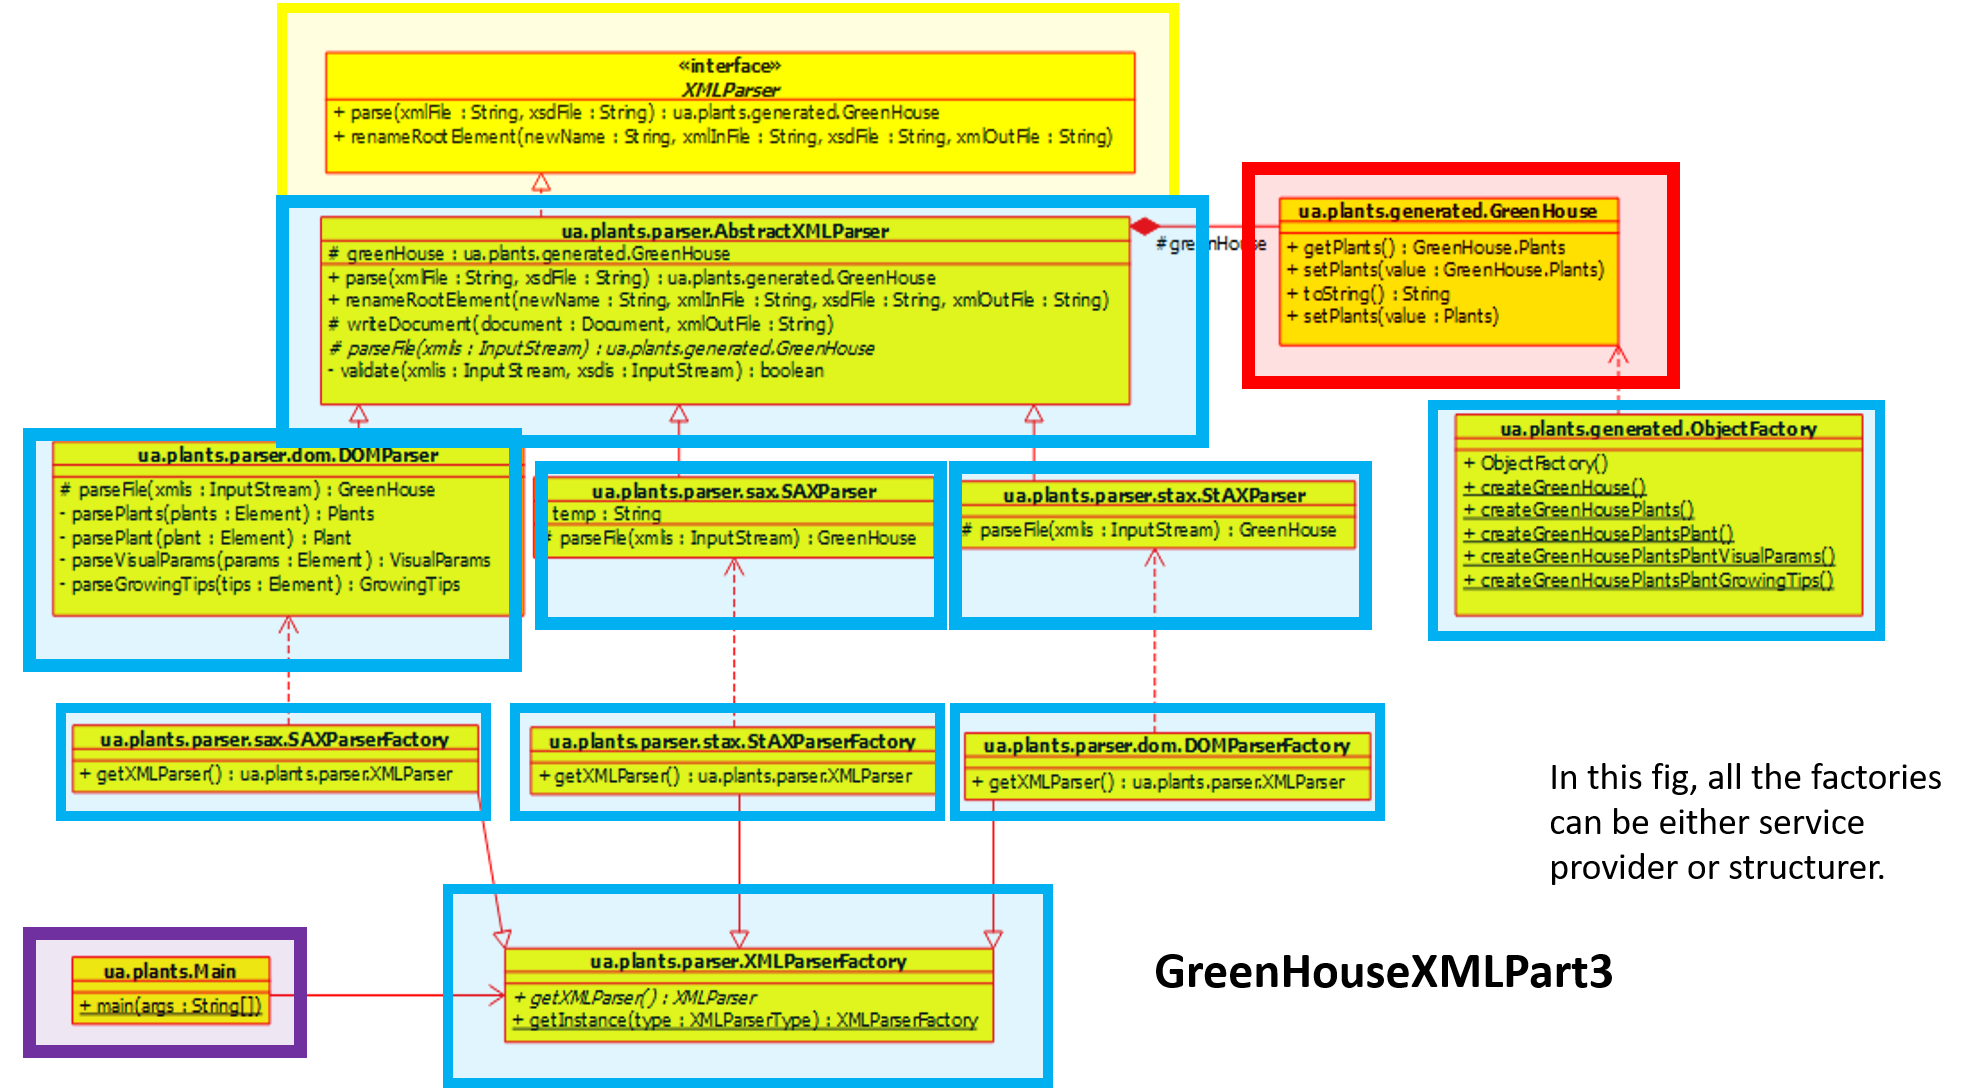 «interface»
XMLParser
+ parse(xmlFile : String, xsdFile : String) : ua.plants.generated.GreenHouse
+ renameRootElement(newName : String, xmlInFile : String, xsdFile : String, xmlOutFile : String)
ua.plants.parser.AbstractXMLParser
# greenHouse : ua.plants.generated.GreenHouse
+ parse(xmlFile : String, xsdFile : String) : ua.plants.generated.GreenHouse
+ renameRootElement(newName : String, xmlInFile : String, xsdFile : String, xmlOutFile : String)
# writeDocument(document : Document, xmlOutFile : String)
# parseFile(xmlis : InputStream) : ua.plants.generated.GreenHouse
- validate(xmlis : InputStream, xsdis : InputStream) : boolean
#greenHouse
ua.plants.generated.GreenHouse
+ getPlants() : GreenHouse.Plants
+ setPlants(value : GreenHouse.Plants)
+ toString() : String
+ setPlants(value : Plants)
ua.plants.parser.dom.DOMParser
# parseFile(xmlis : InputStream) : GreenHouse
- parsePlants(plants : Element) : Plants
- parsePlant(plant : Element) : Plant
- parseVisualParams(params : Element) : VisualParams
- parseGrowingTips(tips : Element) : GrowingTips
ua.plants.parser.sax.SAXParser
temp : String
# parseFile(xmlis : InputStream) : GreenHouse
ua.plants.parser.stax.StAXParser
# parseFile(xmlis : InputStream) : GreenHouse
ua.plants.generated.ObjectFactory
+ ObjectFactory()
+ createGreenHouse()
+ createGreenHousePlants()
+ createGreenHousePlantsPlant()
+ createGreenHousePlantsPlantVisualParams()
+ createGreenHousePlantsPlantGrowingTips()
ua.plants.parser.sax.SAXParserFactory
+ getXMLParser() : ua.plants.parser.XMLParser
ua.plants.parser.stax.StAXParserFactory
+ getXMLParser() : ua.plants.parser.XMLParser
ua.plants.parser.dom.DOMParserFactory
+ getXMLParser() : ua.plants.parser.XMLParser
In this fig, all the factories
can be either service
provider or structurer.
ua.plants.Main
+ main(args : String[])
ua.plants.parser.XMLParserFactory
+ getXMLParser() : XMLParser
+ getInstance(type : XMLParserType) : XMLParserFactory
GreenHouseXMLPart3